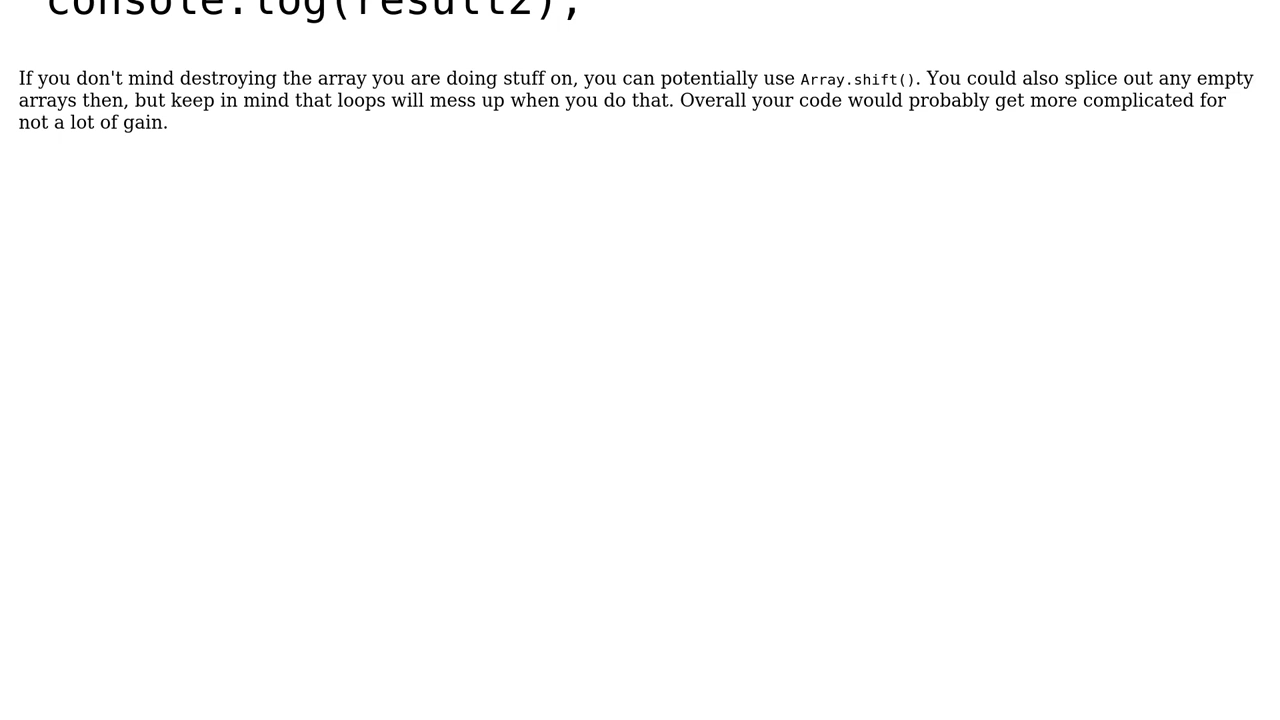 console.log(result2);
If you don't mind destroying the array you are doing stuff on, you can potentially use Array.shift(). You could also splice out any empty
arrays then, but keep in mind that loops will mess up when you do that. Overall your code would probably get more complicated for
not a lot of gain.